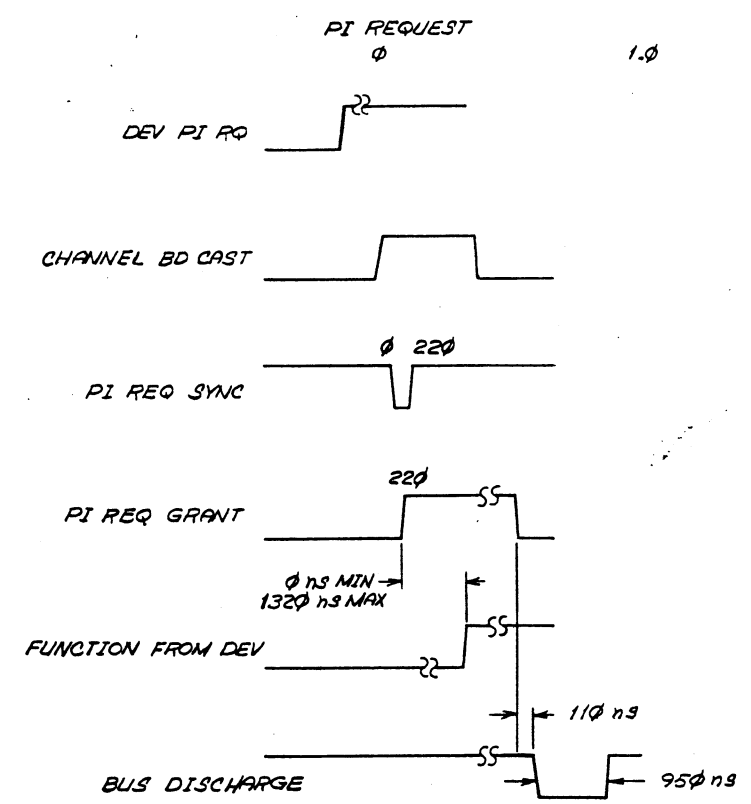 PI REQUEST
Ø 1.Ø
DEV PI RQ
CHANNEL BD CAST
Ø 22Ø
PI REQ SYNC
22Ø
PI REQ GRANT
Ø ns MIN
132Ø ns MAX
FUNCTION FROM DEV
11Ø ns
BUS DISCHARGE
95Ø ns